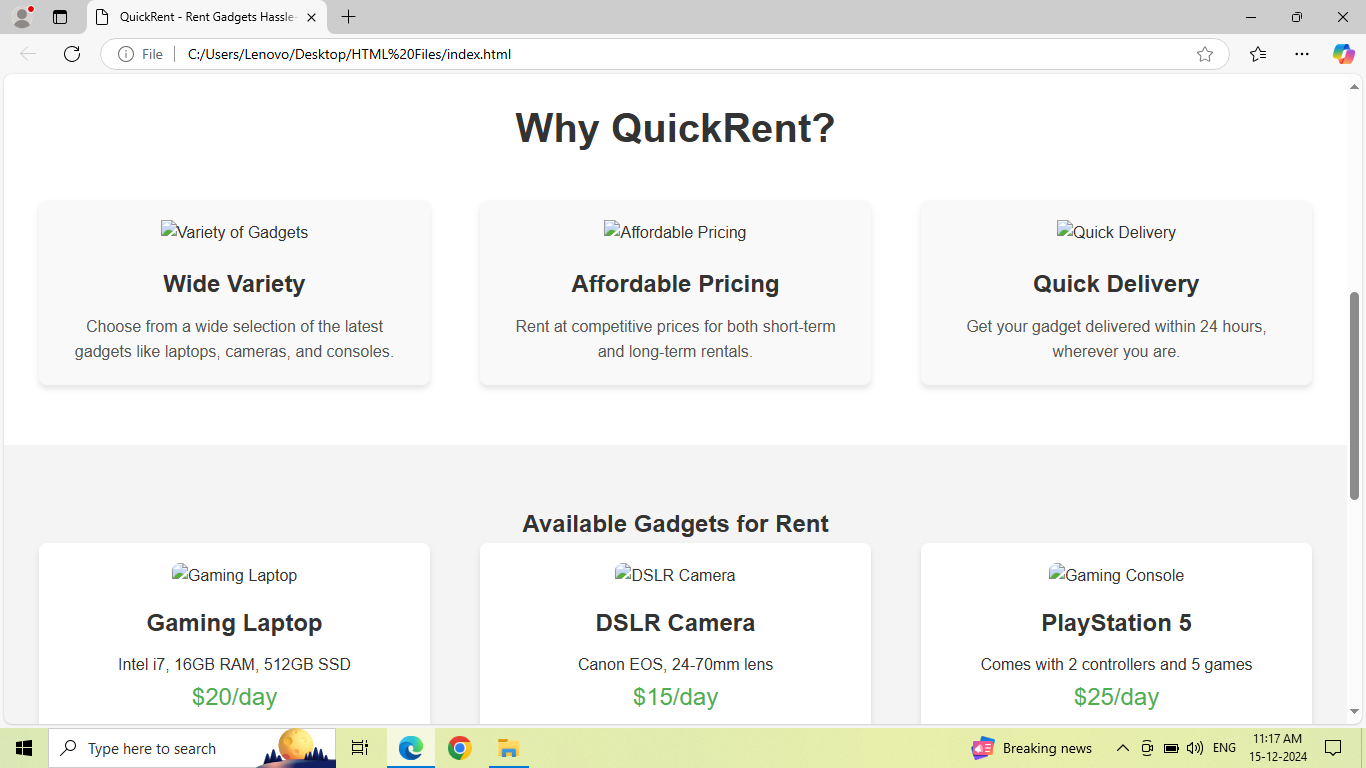 QuickRent - Rent Gadgets Hassle-
File
C:/Users/Lenovo/Desktop/HTML%20Files/index.html
Why QuickRent?
Variety of Gadgets
Affordable Pricing
Quick Delivery
Wide Variety
Affordable Pricing
Quick Delivery
Choose from a wide selection of the latest
gadgets like laptops, cameras, and consoles.
Rent at competitive prices for both short-term
and long-term rentals.
Get your gadget delivered within 24 hours,
wherever you are.
Available Gadgets for Rent
Gaming Laptop
DSLR Camera
Gaming Console
Gaming Laptop
DSLR Camera
PlayStation 5
Intel i7, 16GB RAM, 512GB SSD
Canon EOS, 24-70mm lens
Comes with 2 controllers and 5 games
$20/day
$15/day
$25/day
Type here to search
Breaking news
ENG
11:17 AM
15-12-2024